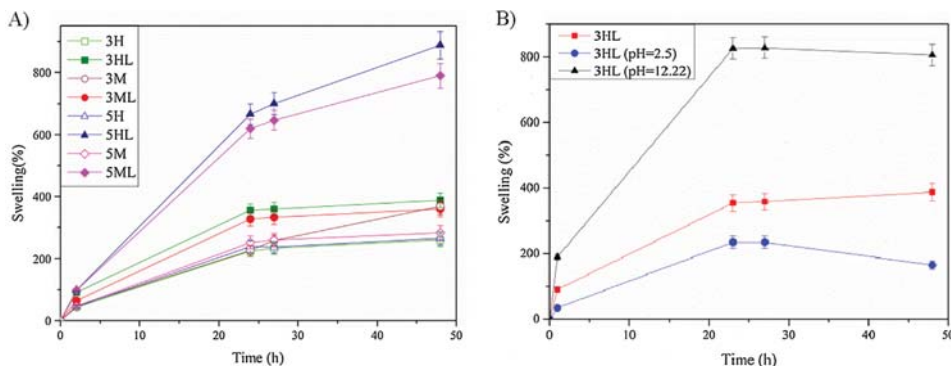 A)
3H
3HL
3M
3ML
5H
5HL
5M
5ML
Swelling(%)
800
600
400
200
0
0 10 20 30 40 50
Time (h)
B)
3HL
3HL (pH=2.5)
3HL (pH=12.22)
Swelling (%)
800
600
400
200
0
0 10 20 30 40 50
Time (h)